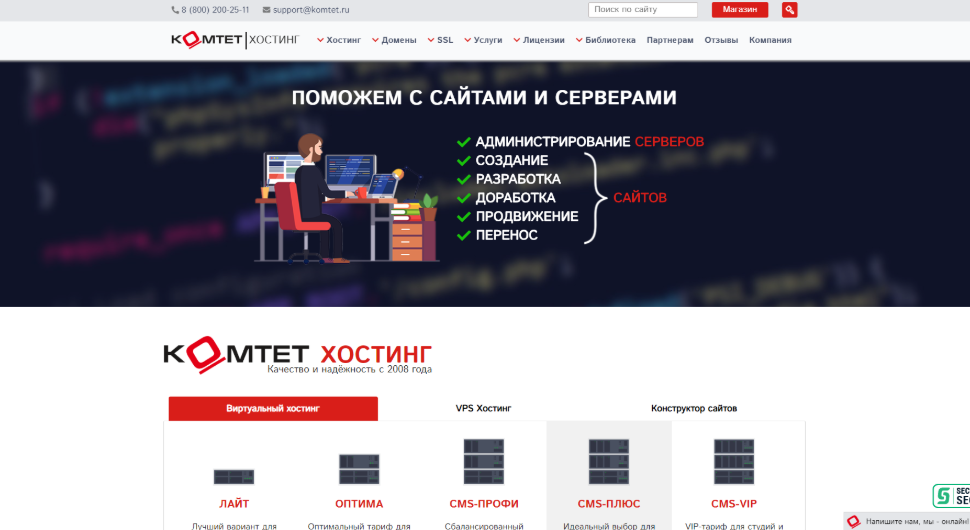 8 (800) 200-25-11 support@komtet.ru Поиск по сайту Магазин
КОМТЕТ ХОСТИНГ Хостинг Домены SSL Услуги Лицензии Библиотека Партнерам Отзывы Компания
ПОМОЖЕМ С САЙТАМИ И СЕРВЕРАМИ
АДМИНИСТРИРОВАНИЕ СЕРВЕРОВ
СОЗДАНИЕ
РАЗРАБОТКА
ДОРАБОТКА САЙТОВ
ПРОДВИЖЕНИЕ
ПЕРЕНОС
КОМТЕТ ХОСТИНГ
Качество и надёжность с 2008 года
Виртуальный хостинг VPS Хостинг Конструктор сайтов
ЛАЙТ ОПТИМА CMS-ПРОФИ CMS-ПЛЮС CMS-VIP
Лучший вариант для Оптимальный тариф для Сбалансированный Идеальный выбор для VIP-тариф для студий и
Напишите нам, мы - онлайн!